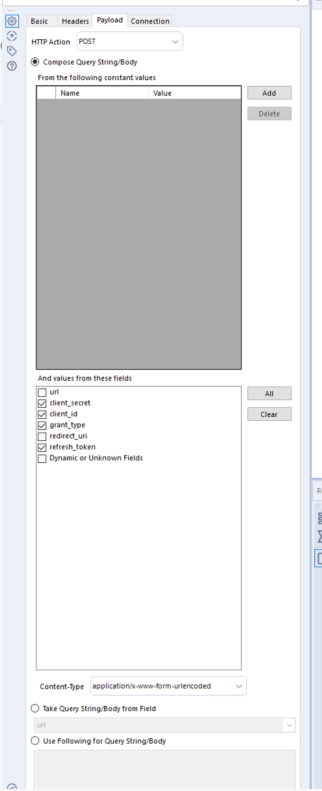 Basic Headers Payload Connection
HTTP Action POST
Compose Query String/Body
From the following constant values
Name Value
Add
Delete
And values from these fields
url
All
client_secret
client_id
Clear
grant_type
redirect_uri
refresh_token
Dynamic or Unknown Fields
Content-Type application/x-www-form-urlencoded
Take Query String/Body from Field
url
Use Following for Query String/Body